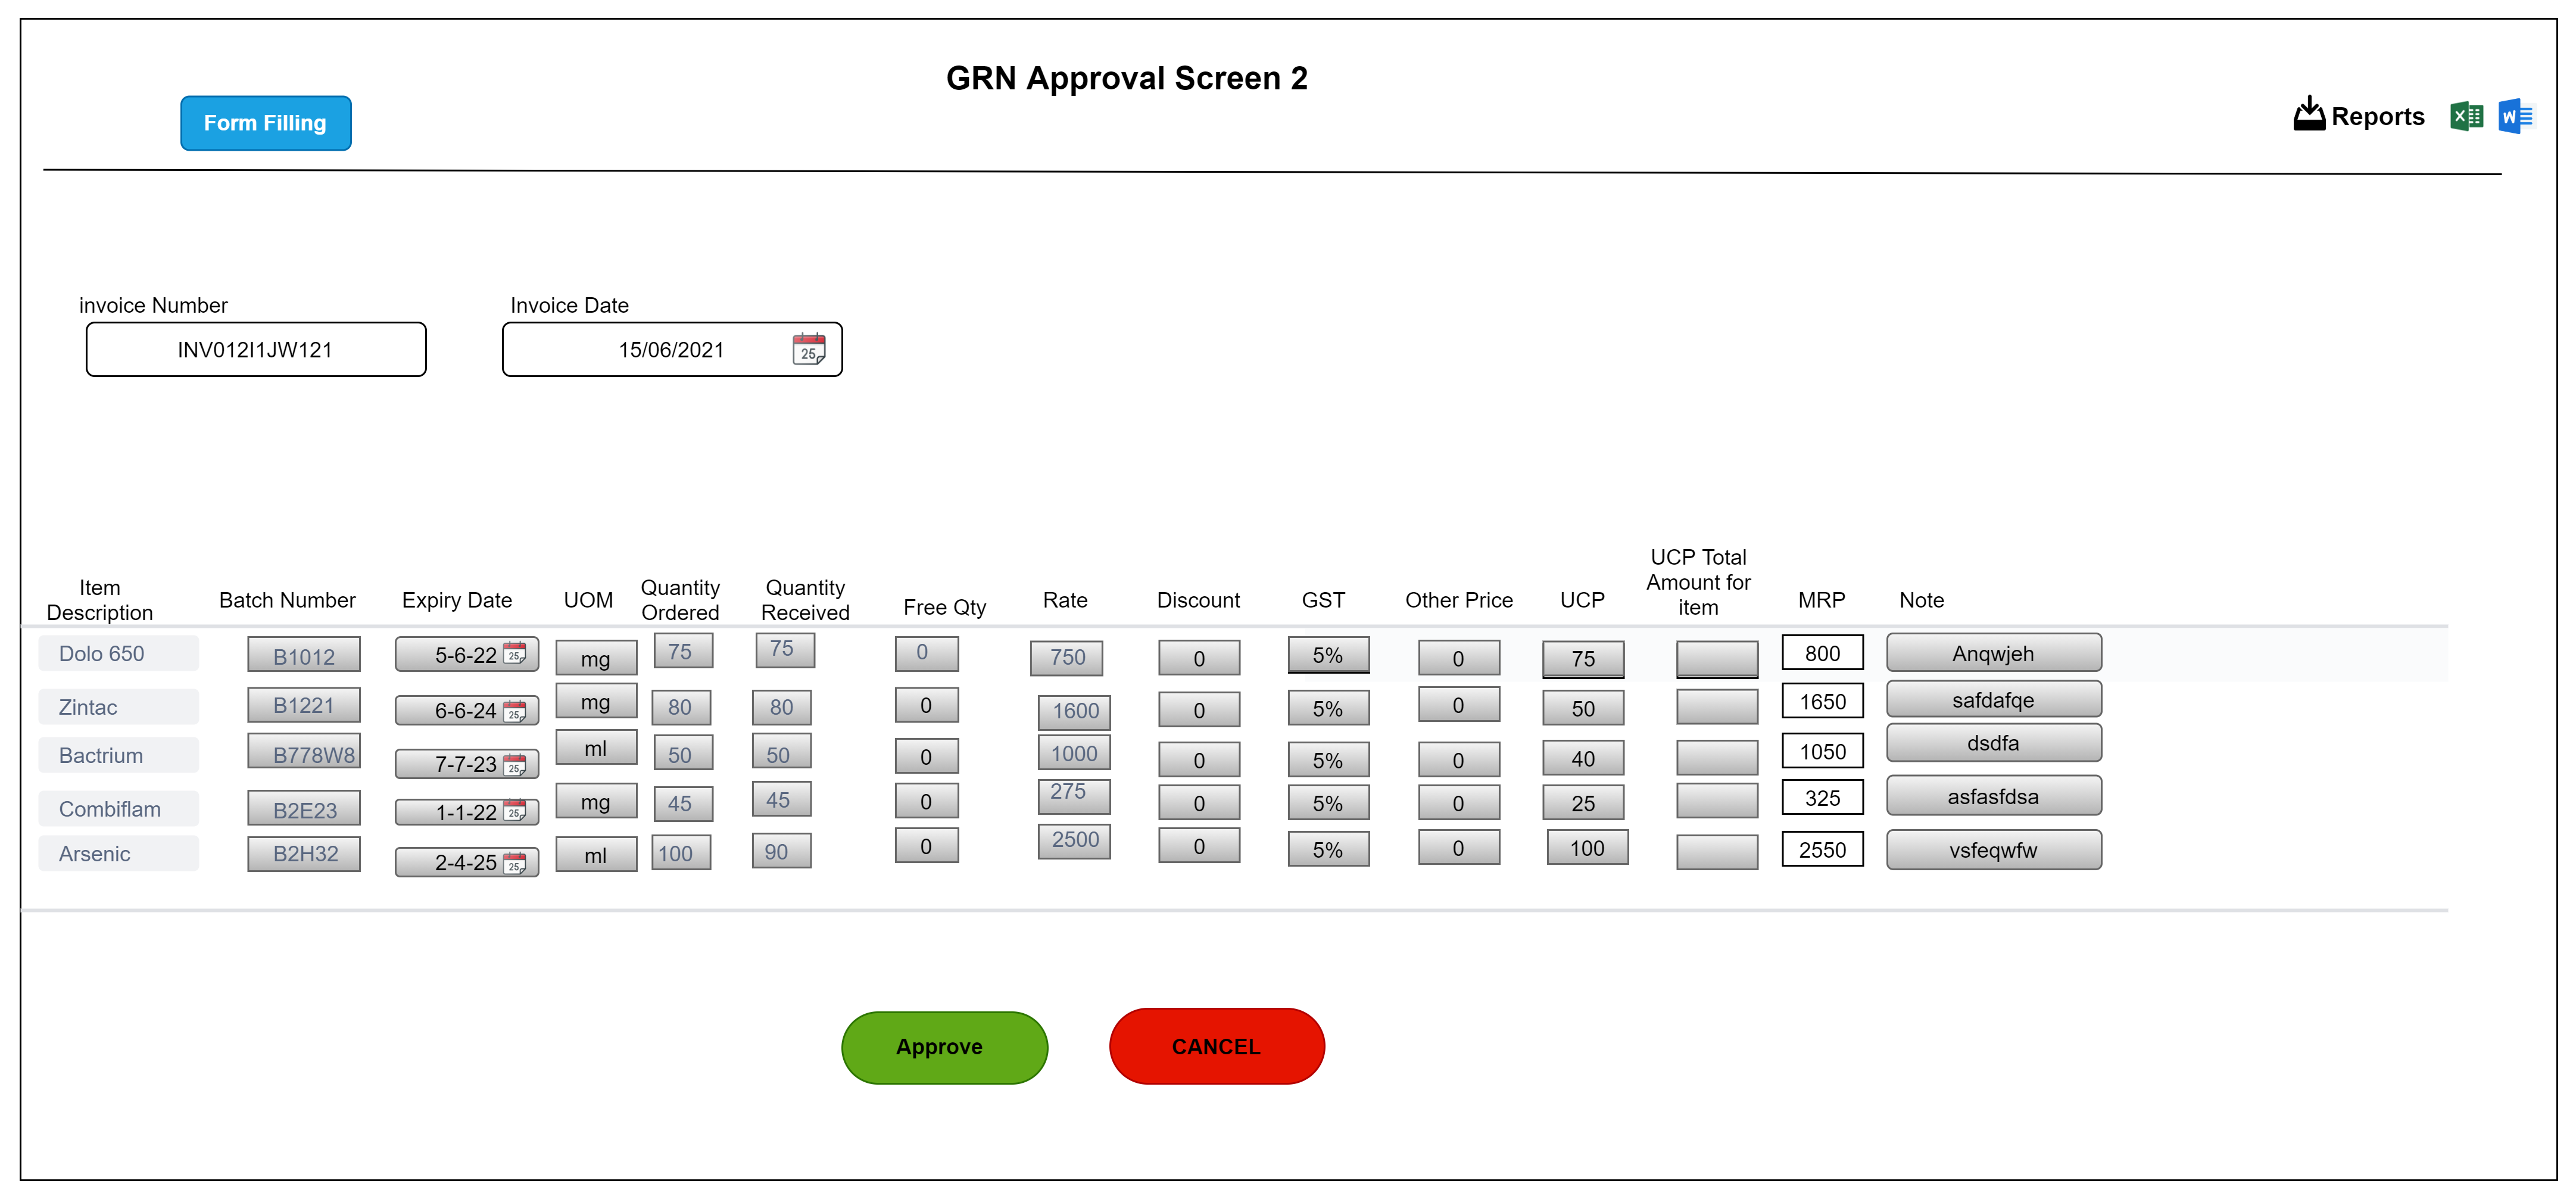 GRN Approval Screen 2
Form Filling
Reports
invoice Number
Invoice Date
INV012I1JW121
15/06/2021
Item Description Batch Number Expiry Date UOM Quantity Ordered Quantity Received Free Qty Rate Discount GST Other Price UCP UCP Total Amount for item MRP Note
Dolo 650 B1012 5-6-22 mg 75 75 0 750 0 5% 0 75 800 Anqwjeh
Zintac B1221 6-6-24 mg 80 80 0 1600 0 5% 0 50 1650 safdafqe
Bactrium B778W8 7-7-23 ml 50 50 0 1000 0 5% 0 40 1050 dsdfa
Combiflam B2E23 1-1-22 mg 45 45 0 275 0 5% 0 25 325 asfasfdsa
Arsenic B2H32 2-4-25 ml 100 90 0 2500 0 5% 0 100 2550 vsfeqwfw
Approve CANCEL